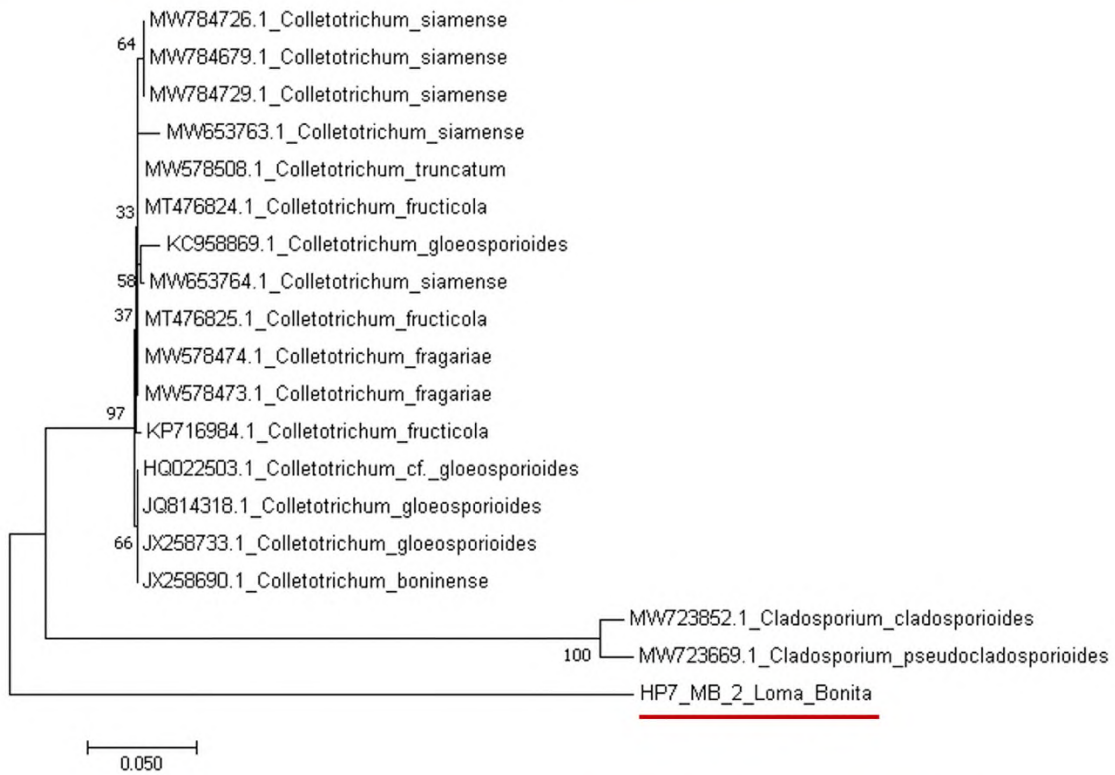 MW784726.1_Colletotrichum_siamense
64
MW784679.1_Colletotrichum_siamense
MW784729.1_Colletotrichum_siamense
MW653763.1_Colletotrichum_siamense
MW578508.1_Colletotrichum_truncatum
33
MT476824.1_Colletotrichum_fructicola
KC958869.1_Colletotrichum_gloeosporioides
58
MW653764.1_Colletotrichum_siamense
37
MT476825.1_Colletotrichum_fructicola
MW578474.1_Colletotrichum_fragariae
MW578473.1_Colletotrichum_fragariae
97
KP716984.1_Colletotrichum_fructicola
HQ022503.1_Colletotrichum_cf._gloeosporioides
JQ814318.1_Colletotrichum_gloeosporioides
66
JX258733.1_Colletotrichum_gloeosporioides
JX258690.1_Colletotrichum_boninense
MW723852.1_Cladosporium_cladosporioides
100
MW723669.1_Cladosporium_pseudocladosporioides
HP7_MB_2_Loma_Bonita
0.050